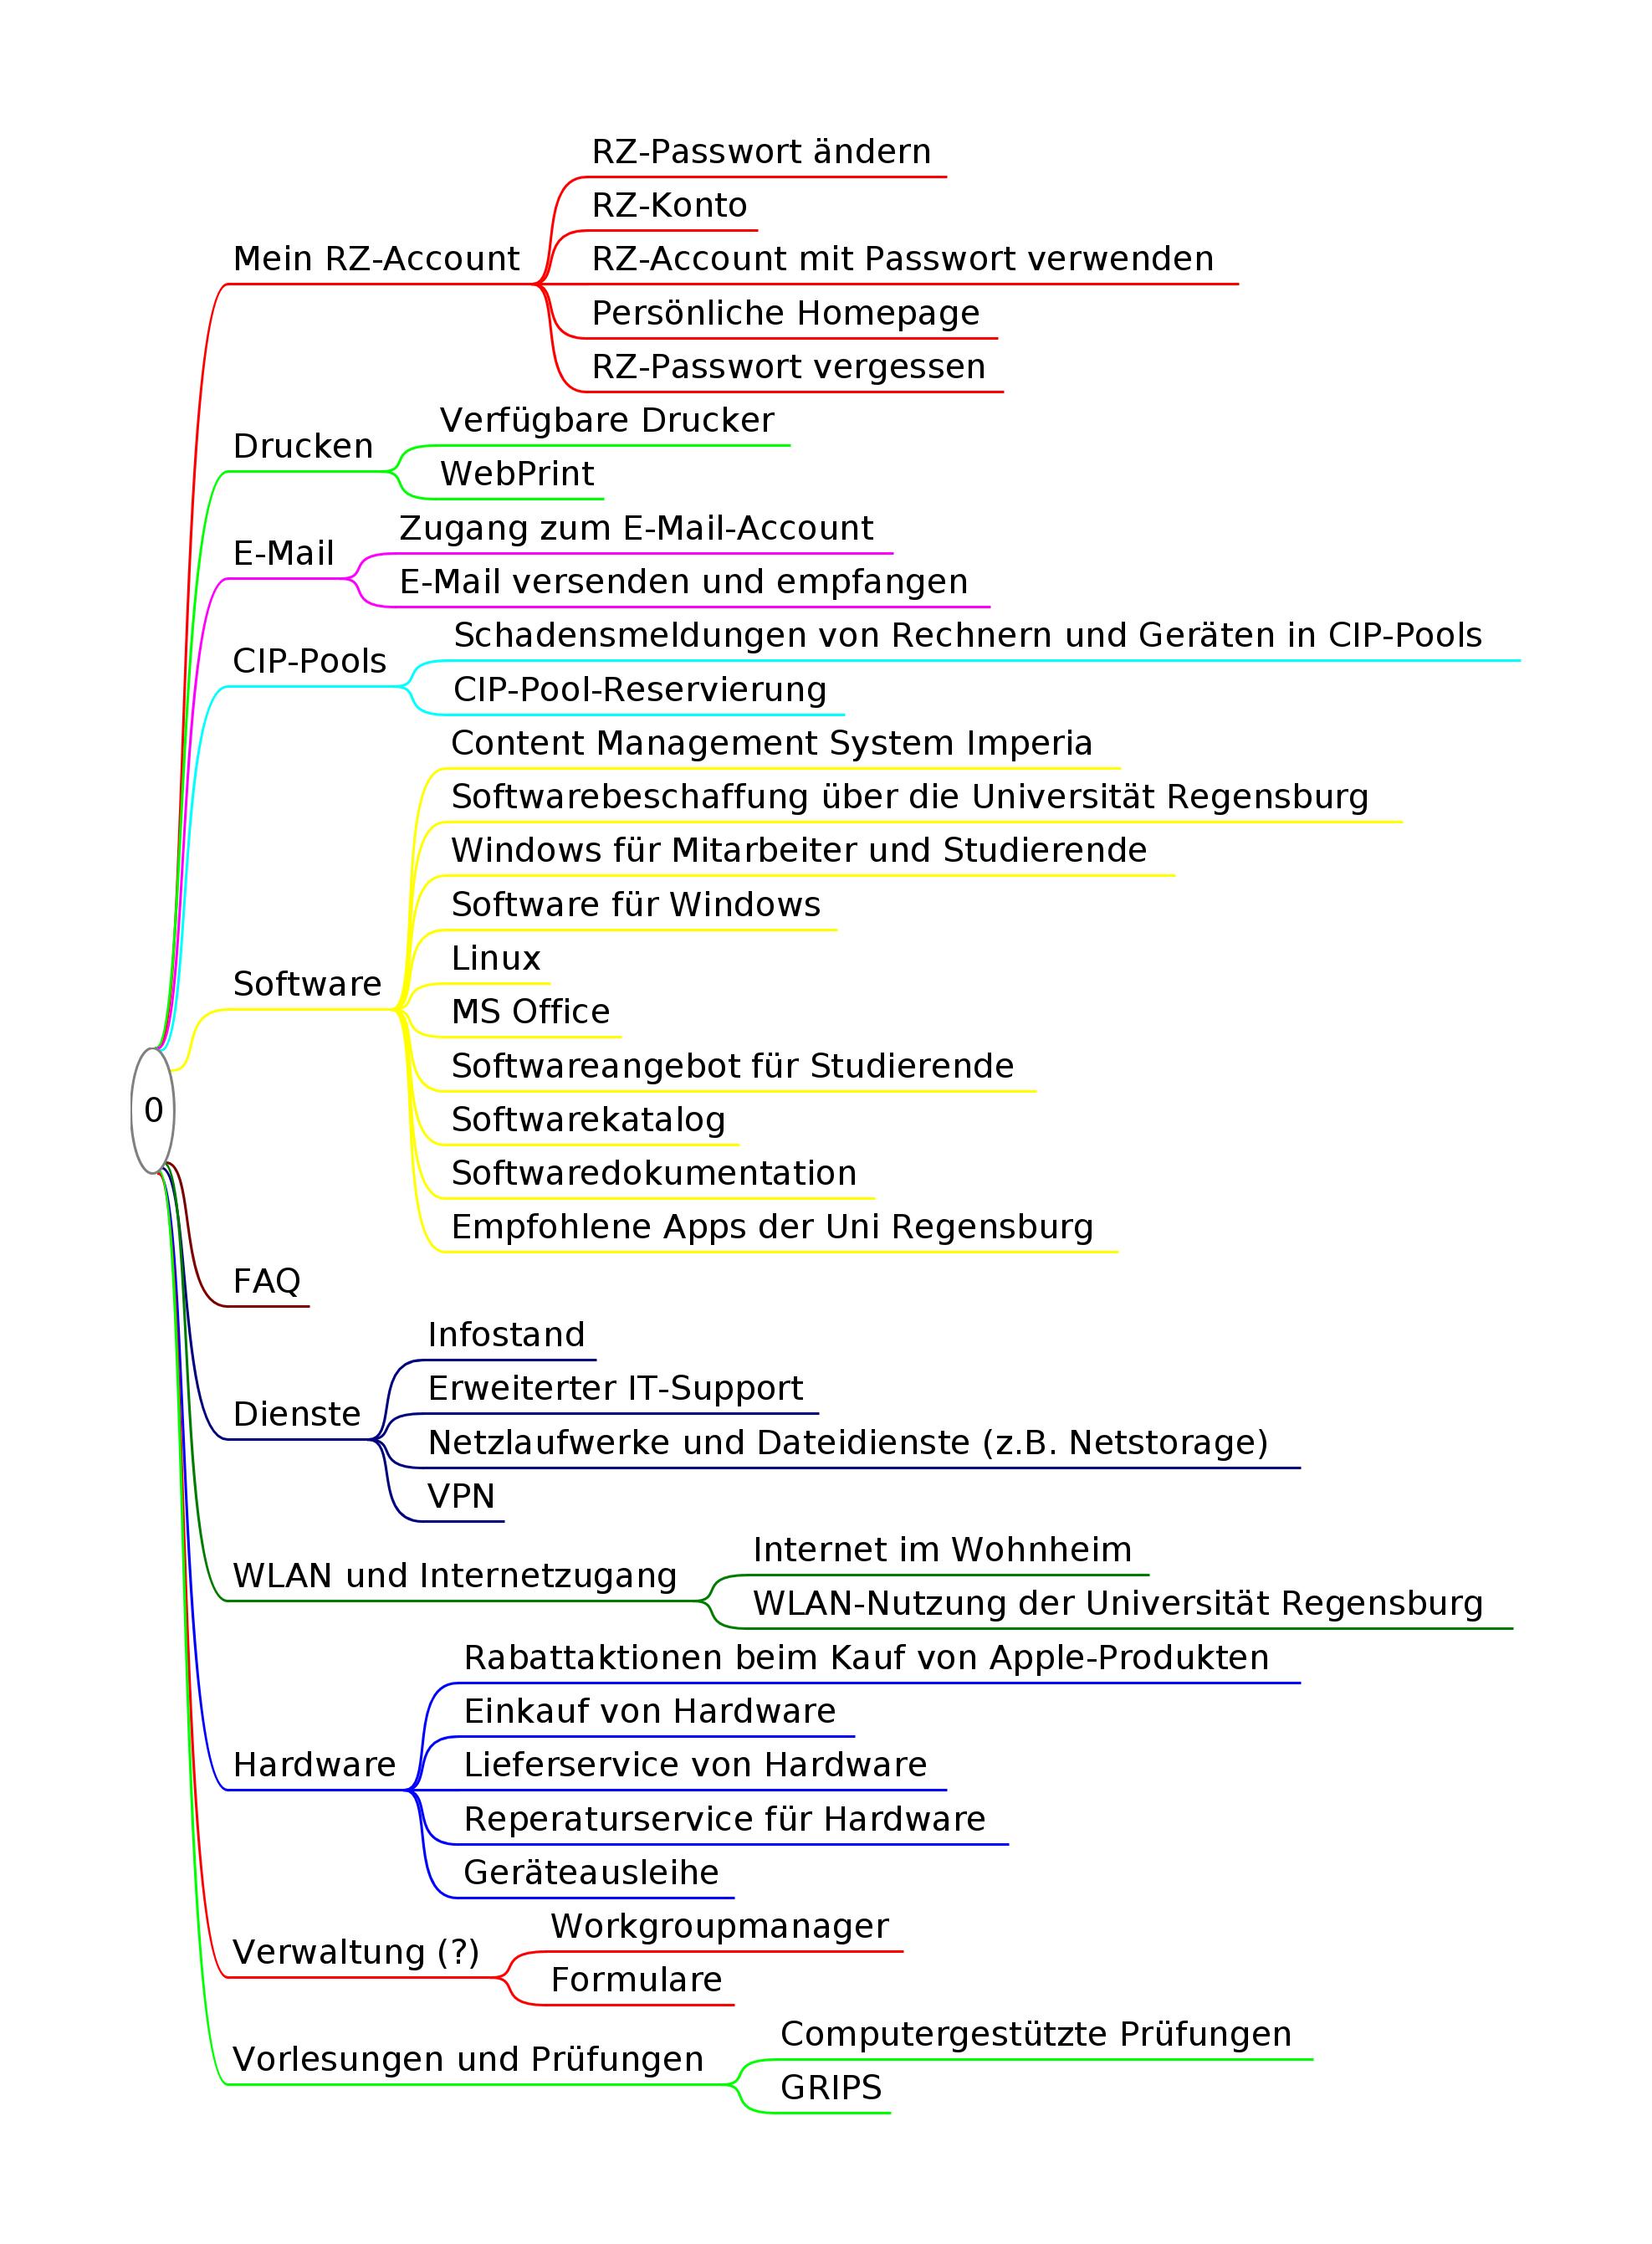 Mein RZ-Account
RZ-Passwort ändern
RZ-Konto
RZ-Account mit Passwort verwenden
Persönliche Homepage
RZ-Passwort vergessen
Drucken
Verfügbare Drucker
WebPrint
E-Mail
Zugang zum E-Mail-Account
E-Mail versenden und empfangen
CIP-Pools
Schadensmeldungen von Rechnern und Geräten in CIP-Pools
CIP-Pool-Reservierung
Software
Content Management System Imperia
Softwarebeschaffung über die Universität Regensburg
Windows für Mitarbeiter und Studierende
Software für Windows
Linux
MS Office
Softwareangebot für Studierende
Softwarekatalog
Softwaredokumentation
Empfohlene Apps der Uni Regensburg
0
FAQ
Dienste
Infostand
Erweiterter IT-Support
Netzlaufwerke und Dateidienste (z.B. Netstorage)
VPN
WLAN und Internetzugang
Internet im Wohnheim
WLAN-Nutzung der Universität Regensburg
Hardware
Rabattaktionen beim Kauf von Apple-Produkten
Einkauf von Hardware
Lieferservice von Hardware
Reperaturservice für Hardware
Geräteausleihe
Verwaltung (?)
Workgroupmanager
Formulare
Vorlesungen und Prüfungen
Computergestützte Prüfungen
GRIPS